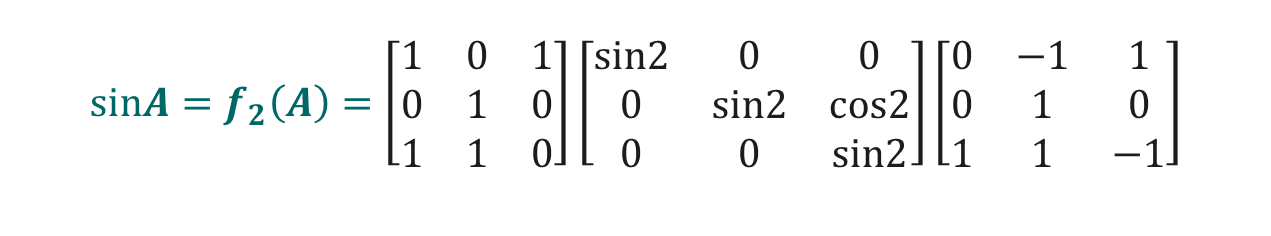 sinA = f₂(A) = [1 0 1; 0 1 0; 1 1 0] [sin2 0 0; 0 sin2 cos2; 0 0 sin2] [0 −1 1; 0 1 0; 1 1 −1]